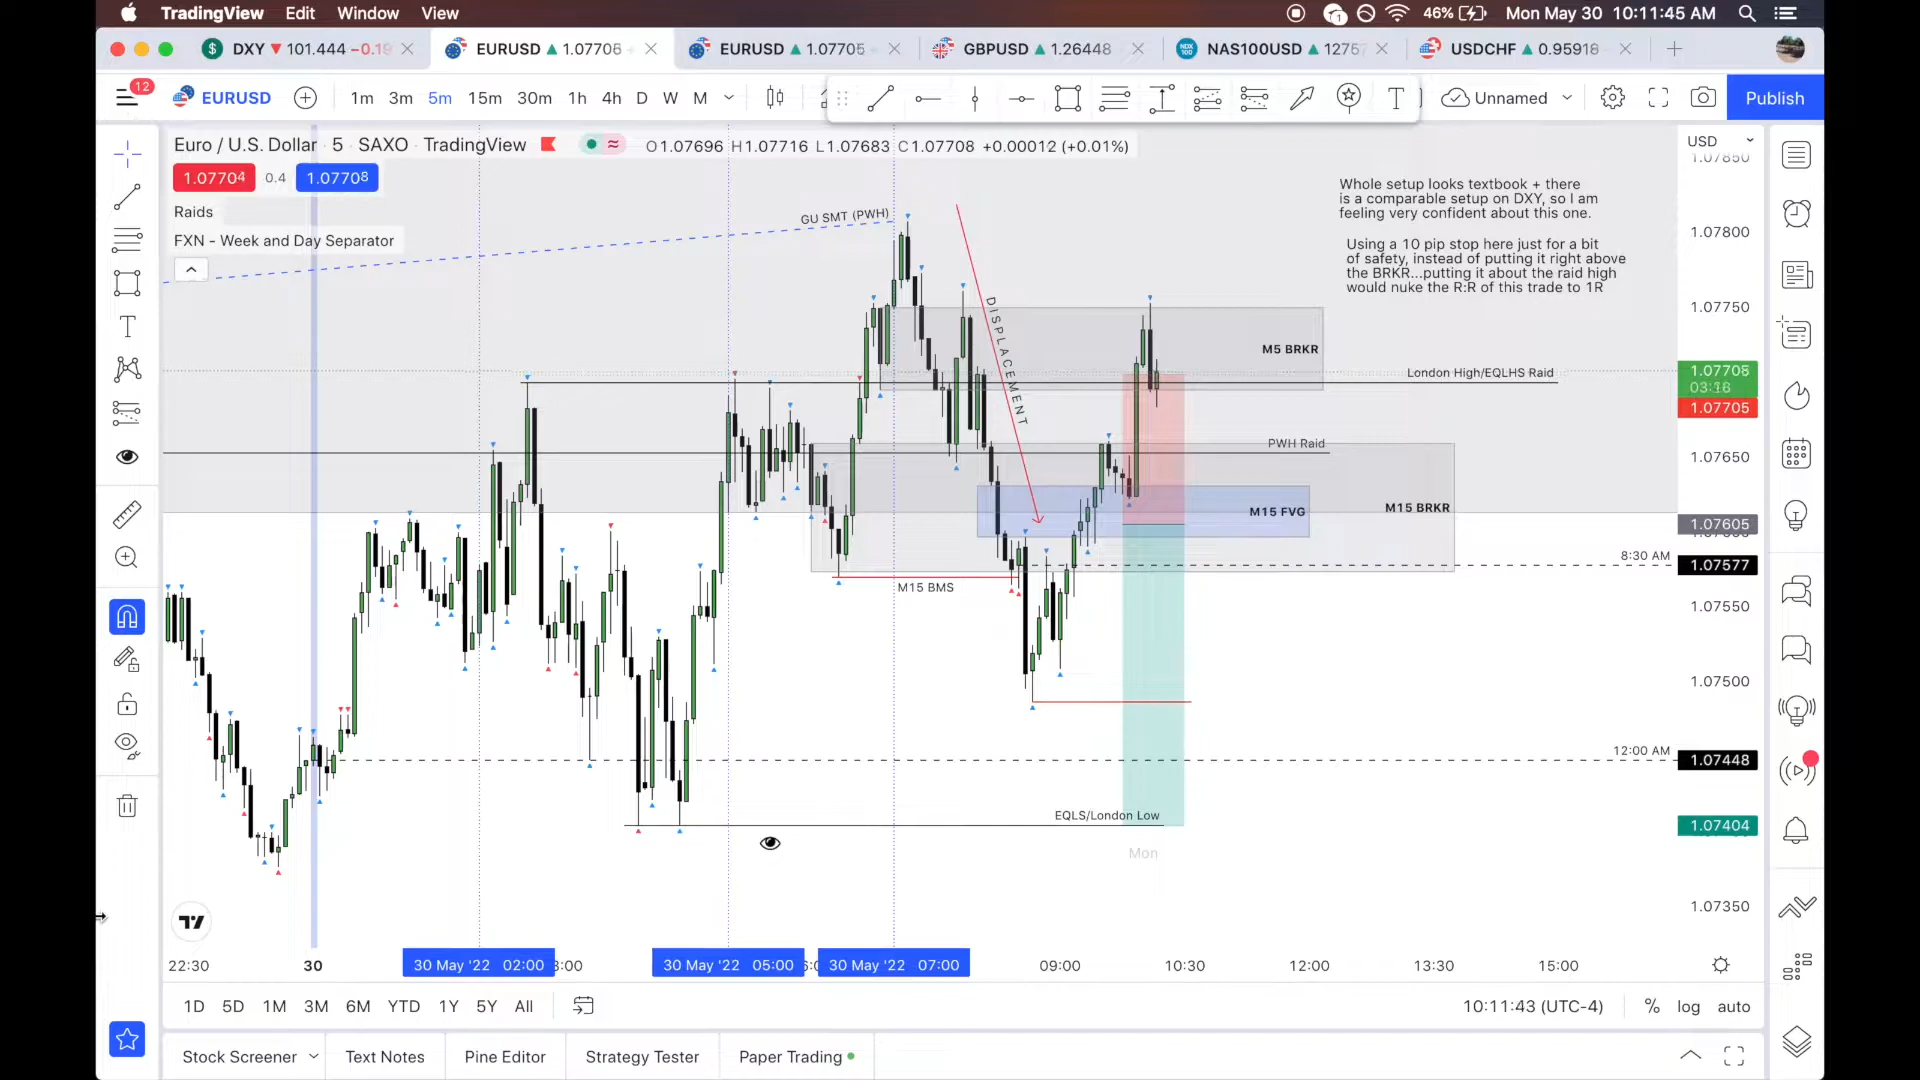 TradingView Edit Window View 46% Mon May 30 10:11:45 AM
DXY 101.444 −0.19 EURUSD 1.07706 EURUSD 1.07705 GBPUSD 1.26448 NAS100USD 1275 USDCHF 0.95918
12 EURUSD 1m 3m 5m 15m 30m 1h 4h D W M T Unnamed Publish
Euro / U.S. Dollar · 5 · SAXO · TradingView O1.07696 H1.07716 L1.07683 C1.07708 +0.00012 (+0.01%)
USD
1.07850
1.07704 0.4 1.07708
Raids
FXN - Week and Day Separator
GU SMT (PWH)
Whole setup looks textbook + there
is a comparable setup on DXY, so I am
feeling very confident about this one.
Using a 10 pip stop here just for a bit
of safety, instead of putting it right above
the BRKR...putting it about the raid high
would nuke the R:R of this trade to 1R
1.07800
1.07750
DISPLACEMENT
M5 BRKR
London High/EQLHS Raid
1.07705
1.07705
PWH Raid
1.07650
M15 FVG
M15 BRKR
1.07605
8:30 AM
1.07577
M15 BMS
1.07550
1.07500
12:00 AM
1.07448
EQLS/London Low
1.07404
Mon
1.07350
22:30 30 30 May '22 02:00 30 May '22 05:00 30 May '22 07:00 09:00 10:30 12:00 13:30 15:00
1D 5D 1M 3M 6M YTD 1Y 5Y All 10:11:43 (UTC-4) % log auto
Stock Screener Text Notes Pine Editor Strategy Tester Paper Trading